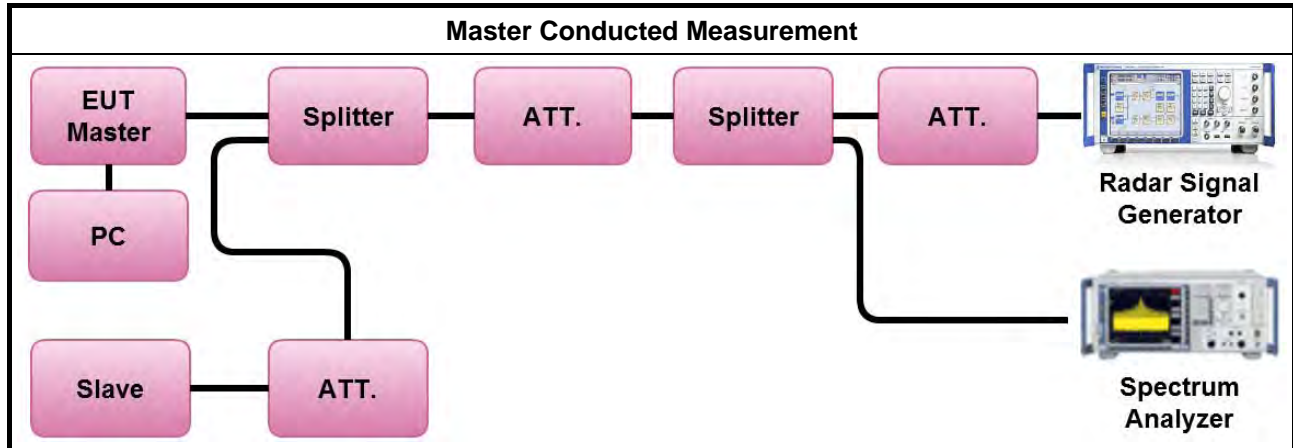 Master Conducted Measurement
EUT
Master
Splitter
ATT.
Splitter
ATT.
Radar Signal
Generator
PC
Slave
ATT.
Spectrum
Analyzer